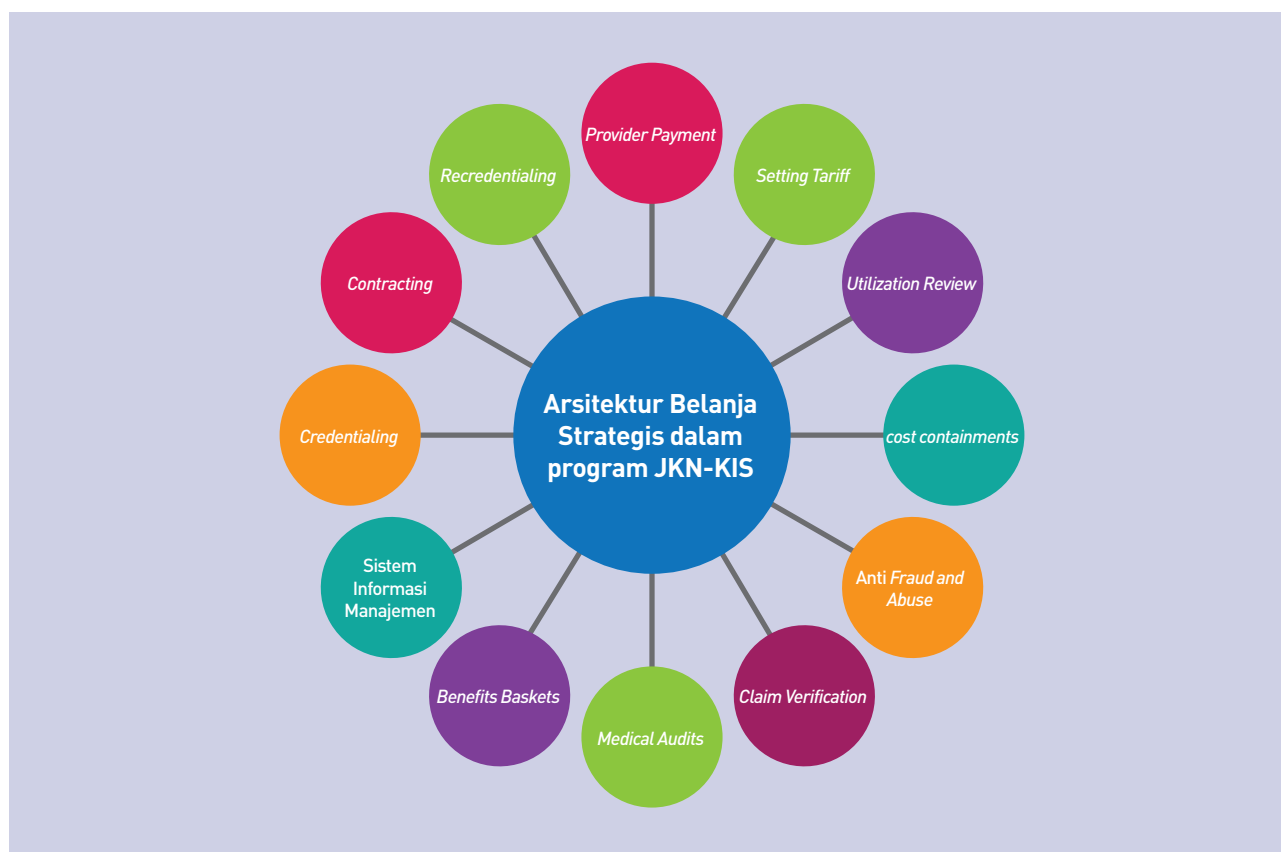 Provider Payment
Setting Tariff
Utilization Review
cost containments
Anti Fraud and
Abuse
Claim Verification
Medical Audits
Benefits Baskets
Sistem
Informasi
Manajemen
Credentialing
Contracting
Recredentialing
Arsitektur Belanja
Strategis dalam
program JKN-KIS